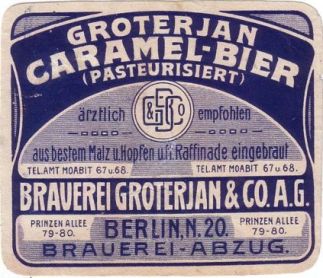 GROTERJAN
CARAMEL-BIER
(PASTEURISIERT)
ärztlich empfohlen
aus bestem Malz u. Hopfen u. ff. Raffinade eingebraut
TEL. AMT MOABIT 67 u. 68. TEL. AMT MOABIT 67 u. 68.
BRAUEREI GROTERJAN & CO. A.G.
PRINZEN ALLEE 79-80. BERLIN, N. 20. PRINZEN ALLEE 79-80.
BRAUEREI-ABZUG.